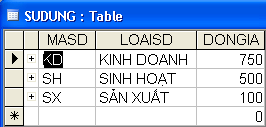 SUDUNG : Table
MASD LOAISD DONGIA
KD KINH DOANH 750
SH SINH HOẠT 500
SX SẢN XUẤT 100
0